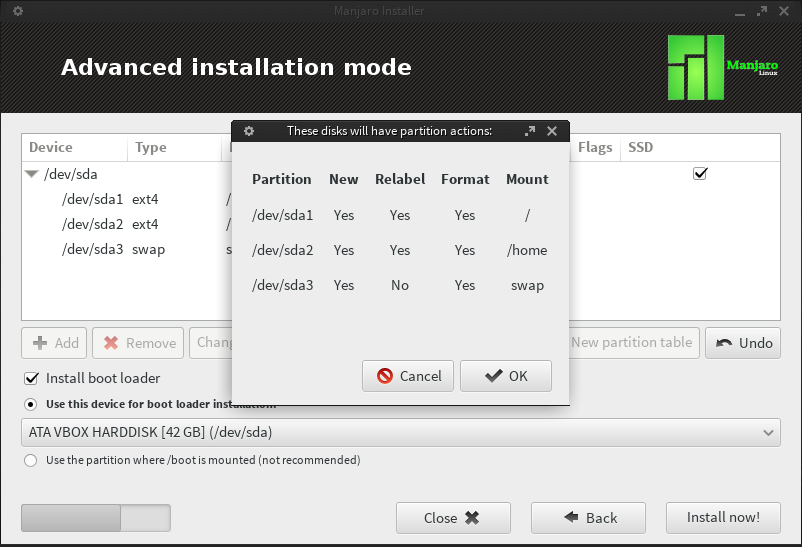 Manjaro Installer
Advanced installation mode
Manjaro
Linux
Device Type Flags SSD
/dev/sda
/dev/sda1 ext4 /
/dev/sda2 ext4 /
/dev/sda3 swap s
These disks will have partition actions:
Partition New Relabel Format Mount
/dev/sda1 Yes Yes Yes /
/dev/sda2 Yes Yes Yes /home
/dev/sda3 Yes No Yes swap
Cancel OK
Add Remove Chang New partition table Undo
Install boot loader
Use this device for boot loader installation:
ATA VBOX HARDDISK [42 GB] (/dev/sda)
Use the partition where /boot is mounted (not recommended)
Close Back Install now!